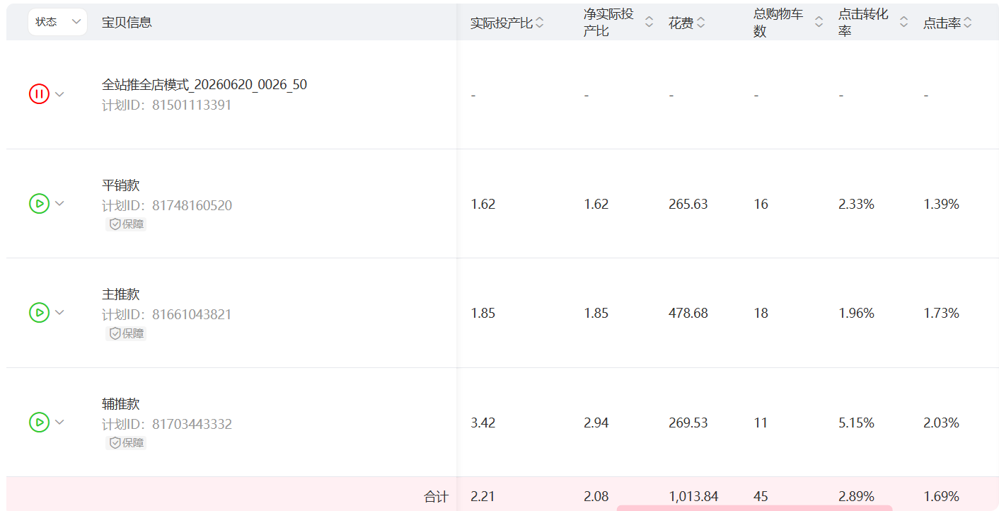 状态 宝贝信息 实际投产比 净实际投产比 花费 总购物车数 点击转化率 点击率
全站推全店模式_20260620_0026_50
计划ID：81501113391
- - - - - -
平销款
计划ID：81748160520
保障
1.62 1.62 265.63 16 2.33% 1.39%
主推款
计划ID：81661043821
保障
1.85 1.85 478.68 18 1.96% 1.73%
辅推款
计划ID：81703443332
保障
3.42 2.94 269.53 11 5.15% 2.03%
合计 2.21 2.08 1,013.84 45 2.89% 1.69%